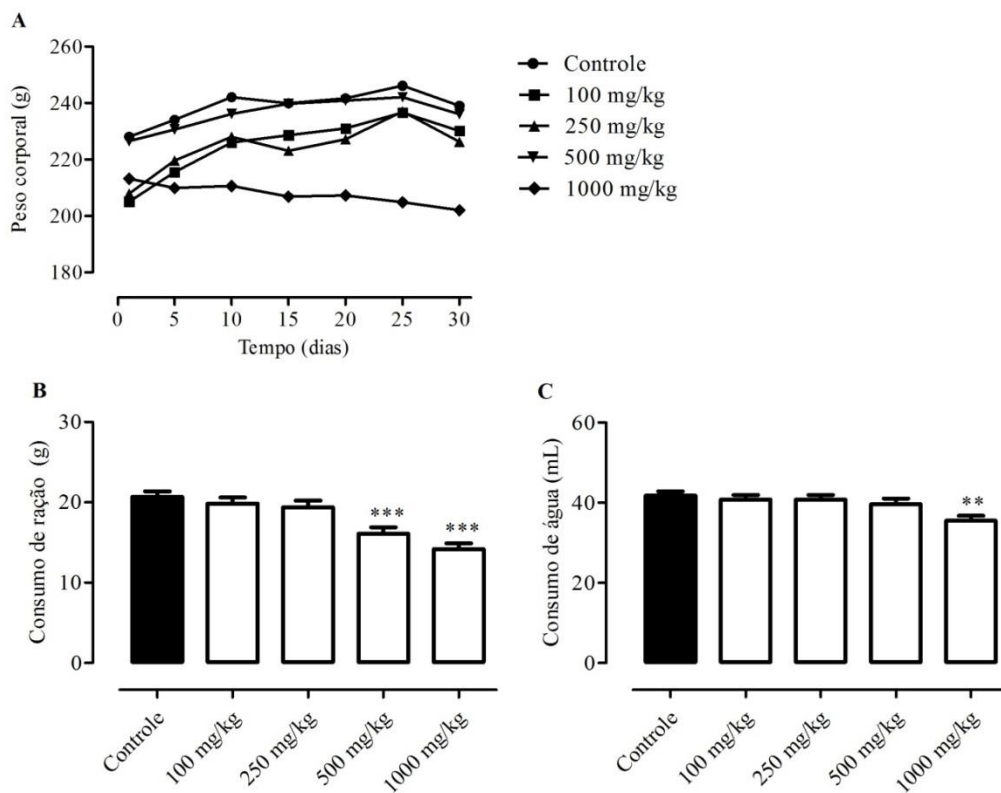 A
Peso corporal (g)
260
240
220
200
180
0 5 10 15 20 25 30
Tempo (dias)
Controle
100 mg/kg
250 mg/kg
500 mg/kg
1000 mg/kg
B
Consumo de ração (g)
30
20
10
0
*** ***
Controle
100 mg/kg
250 mg/kg
500 mg/kg
1000 mg/kg
C
Consumo de água (mL)
60
40
20
0
**
Controle
100 mg/kg
250 mg/kg
500 mg/kg
1000 mg/kg